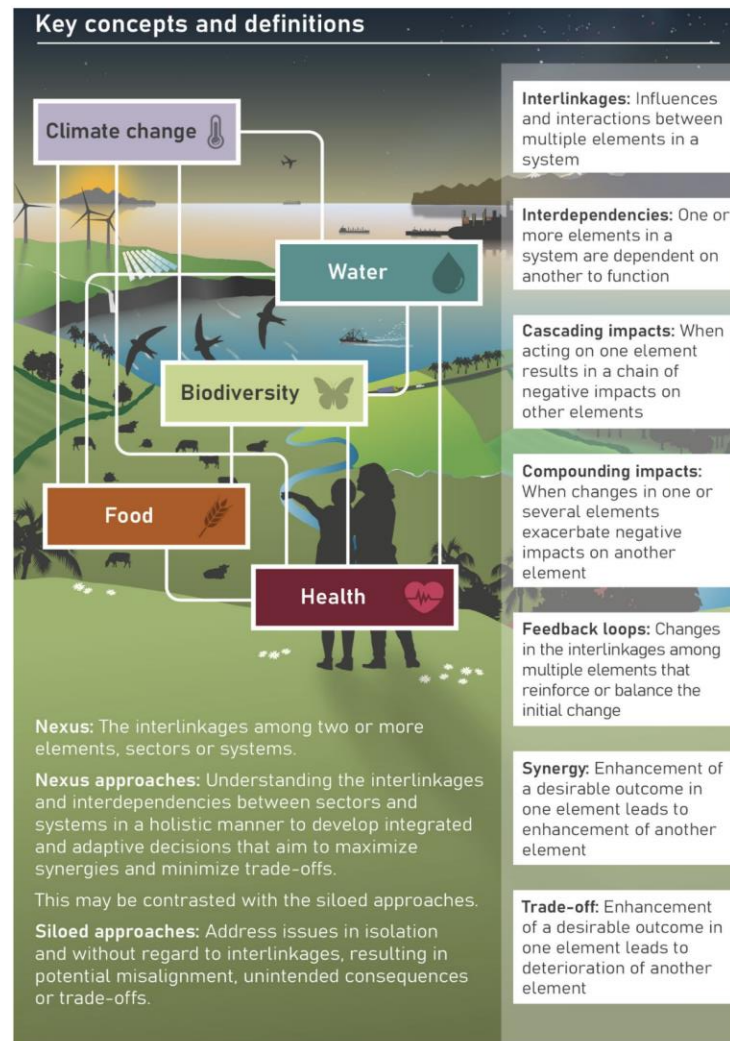 Key concepts and definitions
Climate change
Water
Biodiversity
Food
Health
Nexus: The interlinkages among two or more
elements, sectors or systems.
Nexus approaches: Understanding the interlinkages
and interdependencies between sectors and
systems in a holistic manner to develop integrated
and adaptive decisions that aim to maximize
synergies and minimize trade-offs.
This may be contrasted with the siloed approaches.
Siloed approaches: Address issues in isolation
and without regard to interlinkages, resulting in
potential misalignment, unintended consequences
or trade-offs.
Interlinkages: Influences
and interactions between
multiple elements in a
system
Interdependencies: One or
more elements in a
system are dependent on
another to function
Cascading impacts: When
acting on one element
results in a chain of
negative impacts on
other elements
Compounding impacts:
When changes in one or
several elements
exacerbate negative
impacts on another
element
Feedback loops: Changes
in the interlinkages among
multiple elements that
reinforce or balance the
initial change
Synergy: Enhancement of
a desirable outcome in
one element leads to
enhancement of another
element
Trade-off: Enhancement
of a desirable outcome in
one element leads to
deterioration of another
element